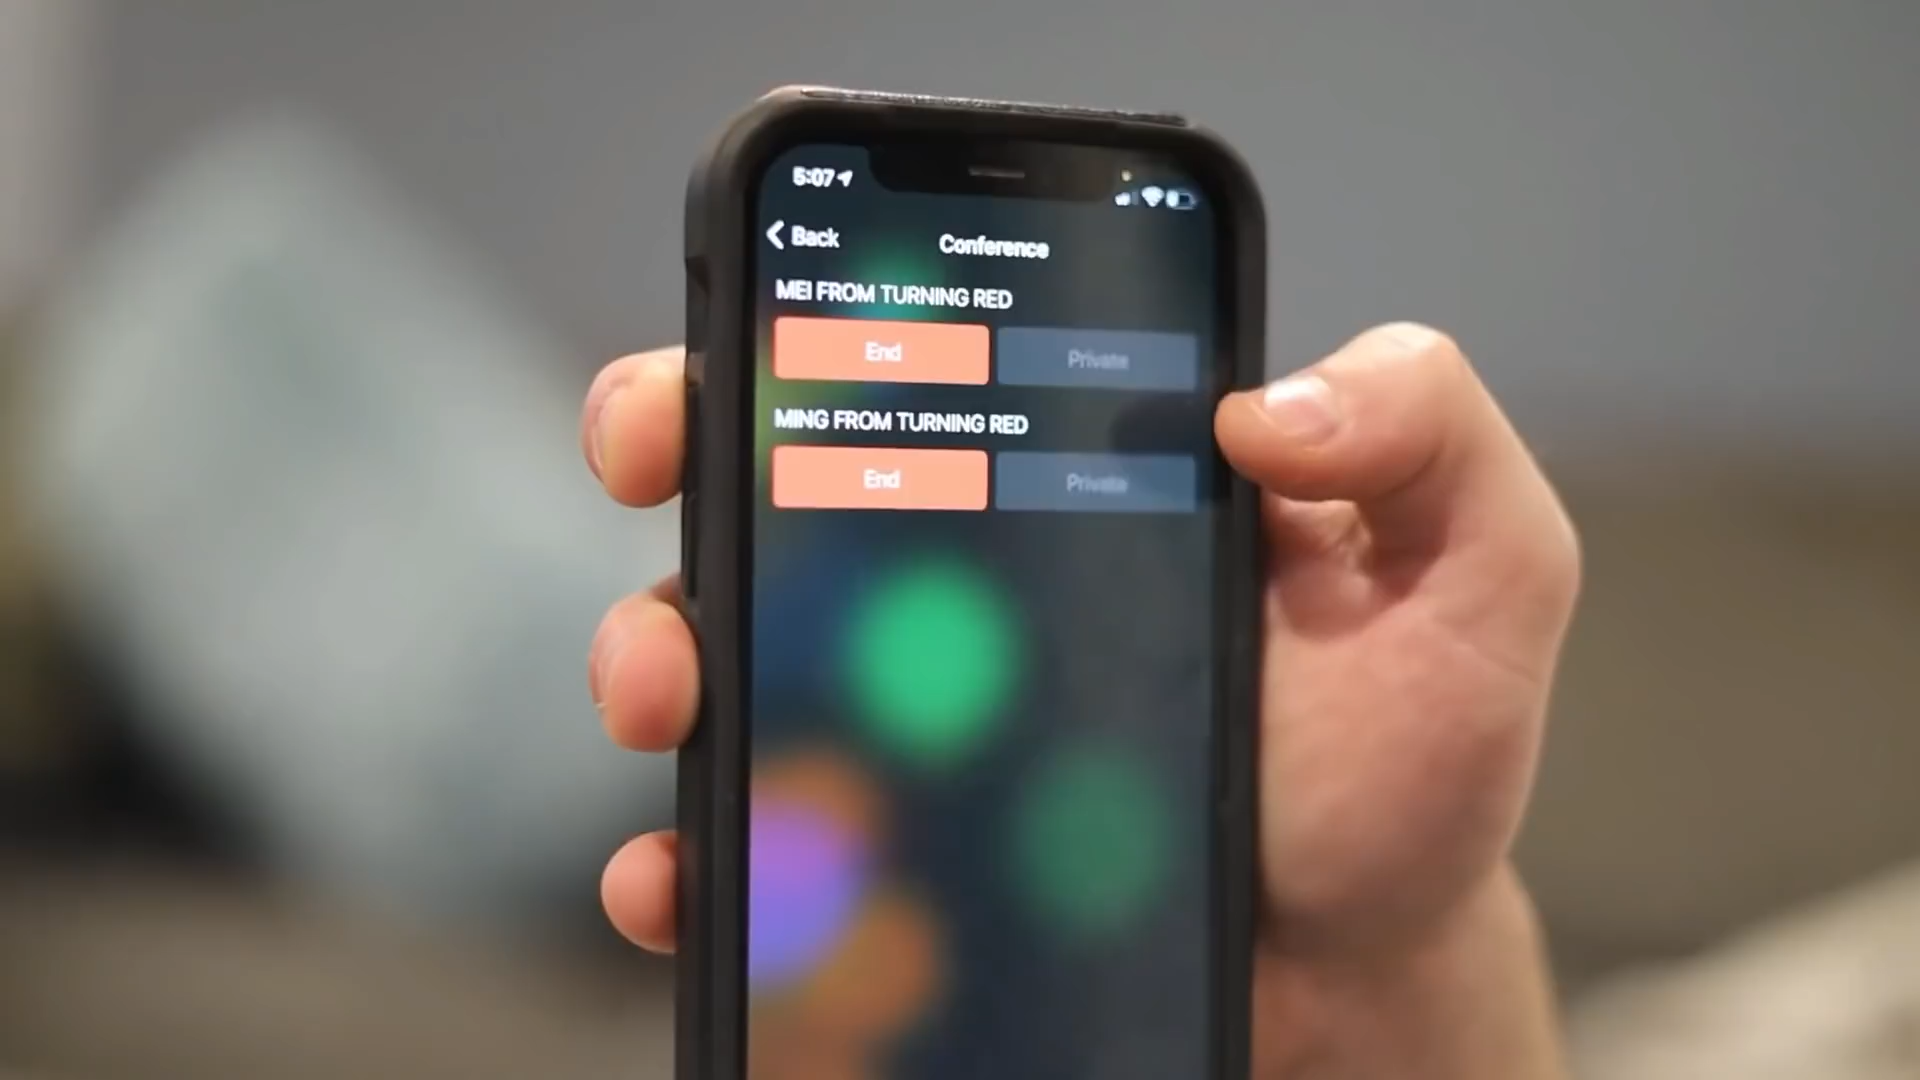 5:07
Back
Conference
MEI FROM TURNING RED
End Private
MING FROM TURNING RED
End Private